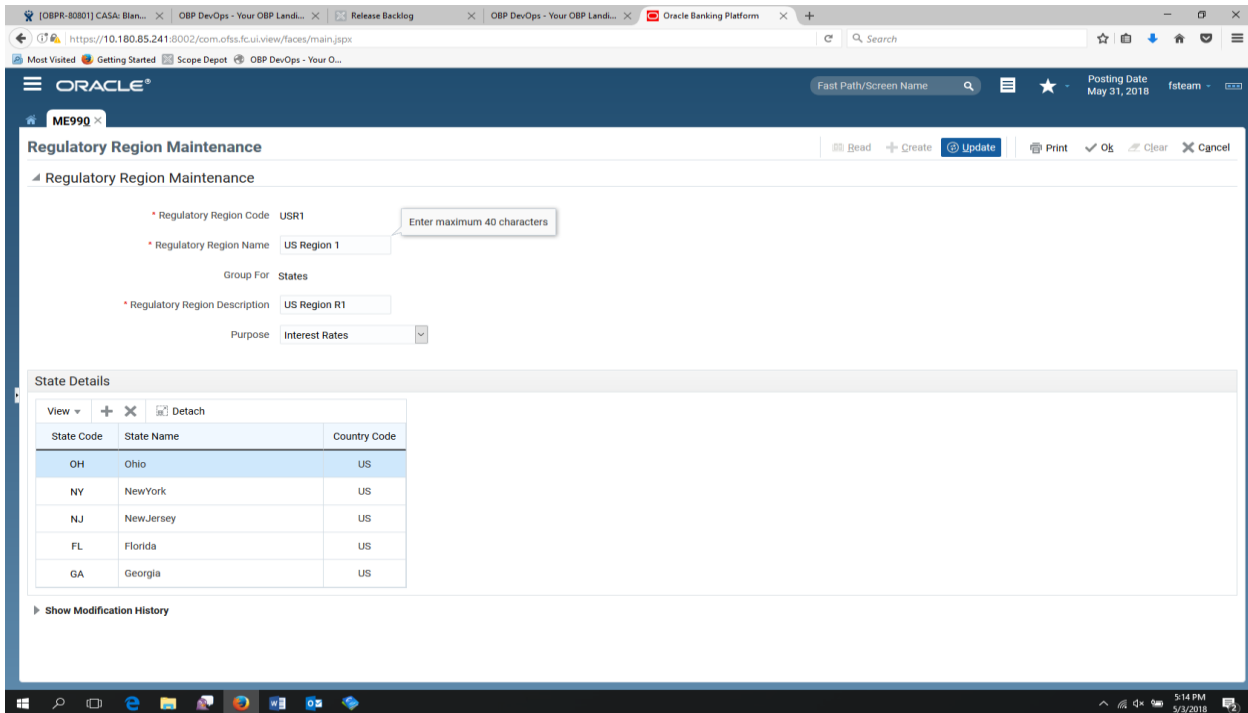 [OBPR-80801] CASA: Blan... OBP DevOps - Your OBP Landi... Release Backlog OBP DevOps - Your OBP Landi... Oracle Banking Platform
https://10.180.85.241:8002/com.ofss.fc.ui.view/faces/main.jspx Search
Most Visited Getting Started Scope Depot OBP DevOps - Your O...
ORACLE® Fast Path/Screen Name Posting Date May 31, 2018 fsteam
ME990
Regulatory Region Maintenance Read Create Update Print Ok Clear Cancel
Regulatory Region Maintenance
* Regulatory Region Code USR1
Enter maximum 40 characters
* Regulatory Region Name US Region 1
Group For States
* Regulatory Region Description US Region R1
Purpose Interest Rates
State Details
View Detach
State Code State Name Country Code
OH Ohio US
NY NewYork US
NJ NewJersey US
FL Florida US
GA Georgia US
Show Modification History
5:14 PM
5/3/2018